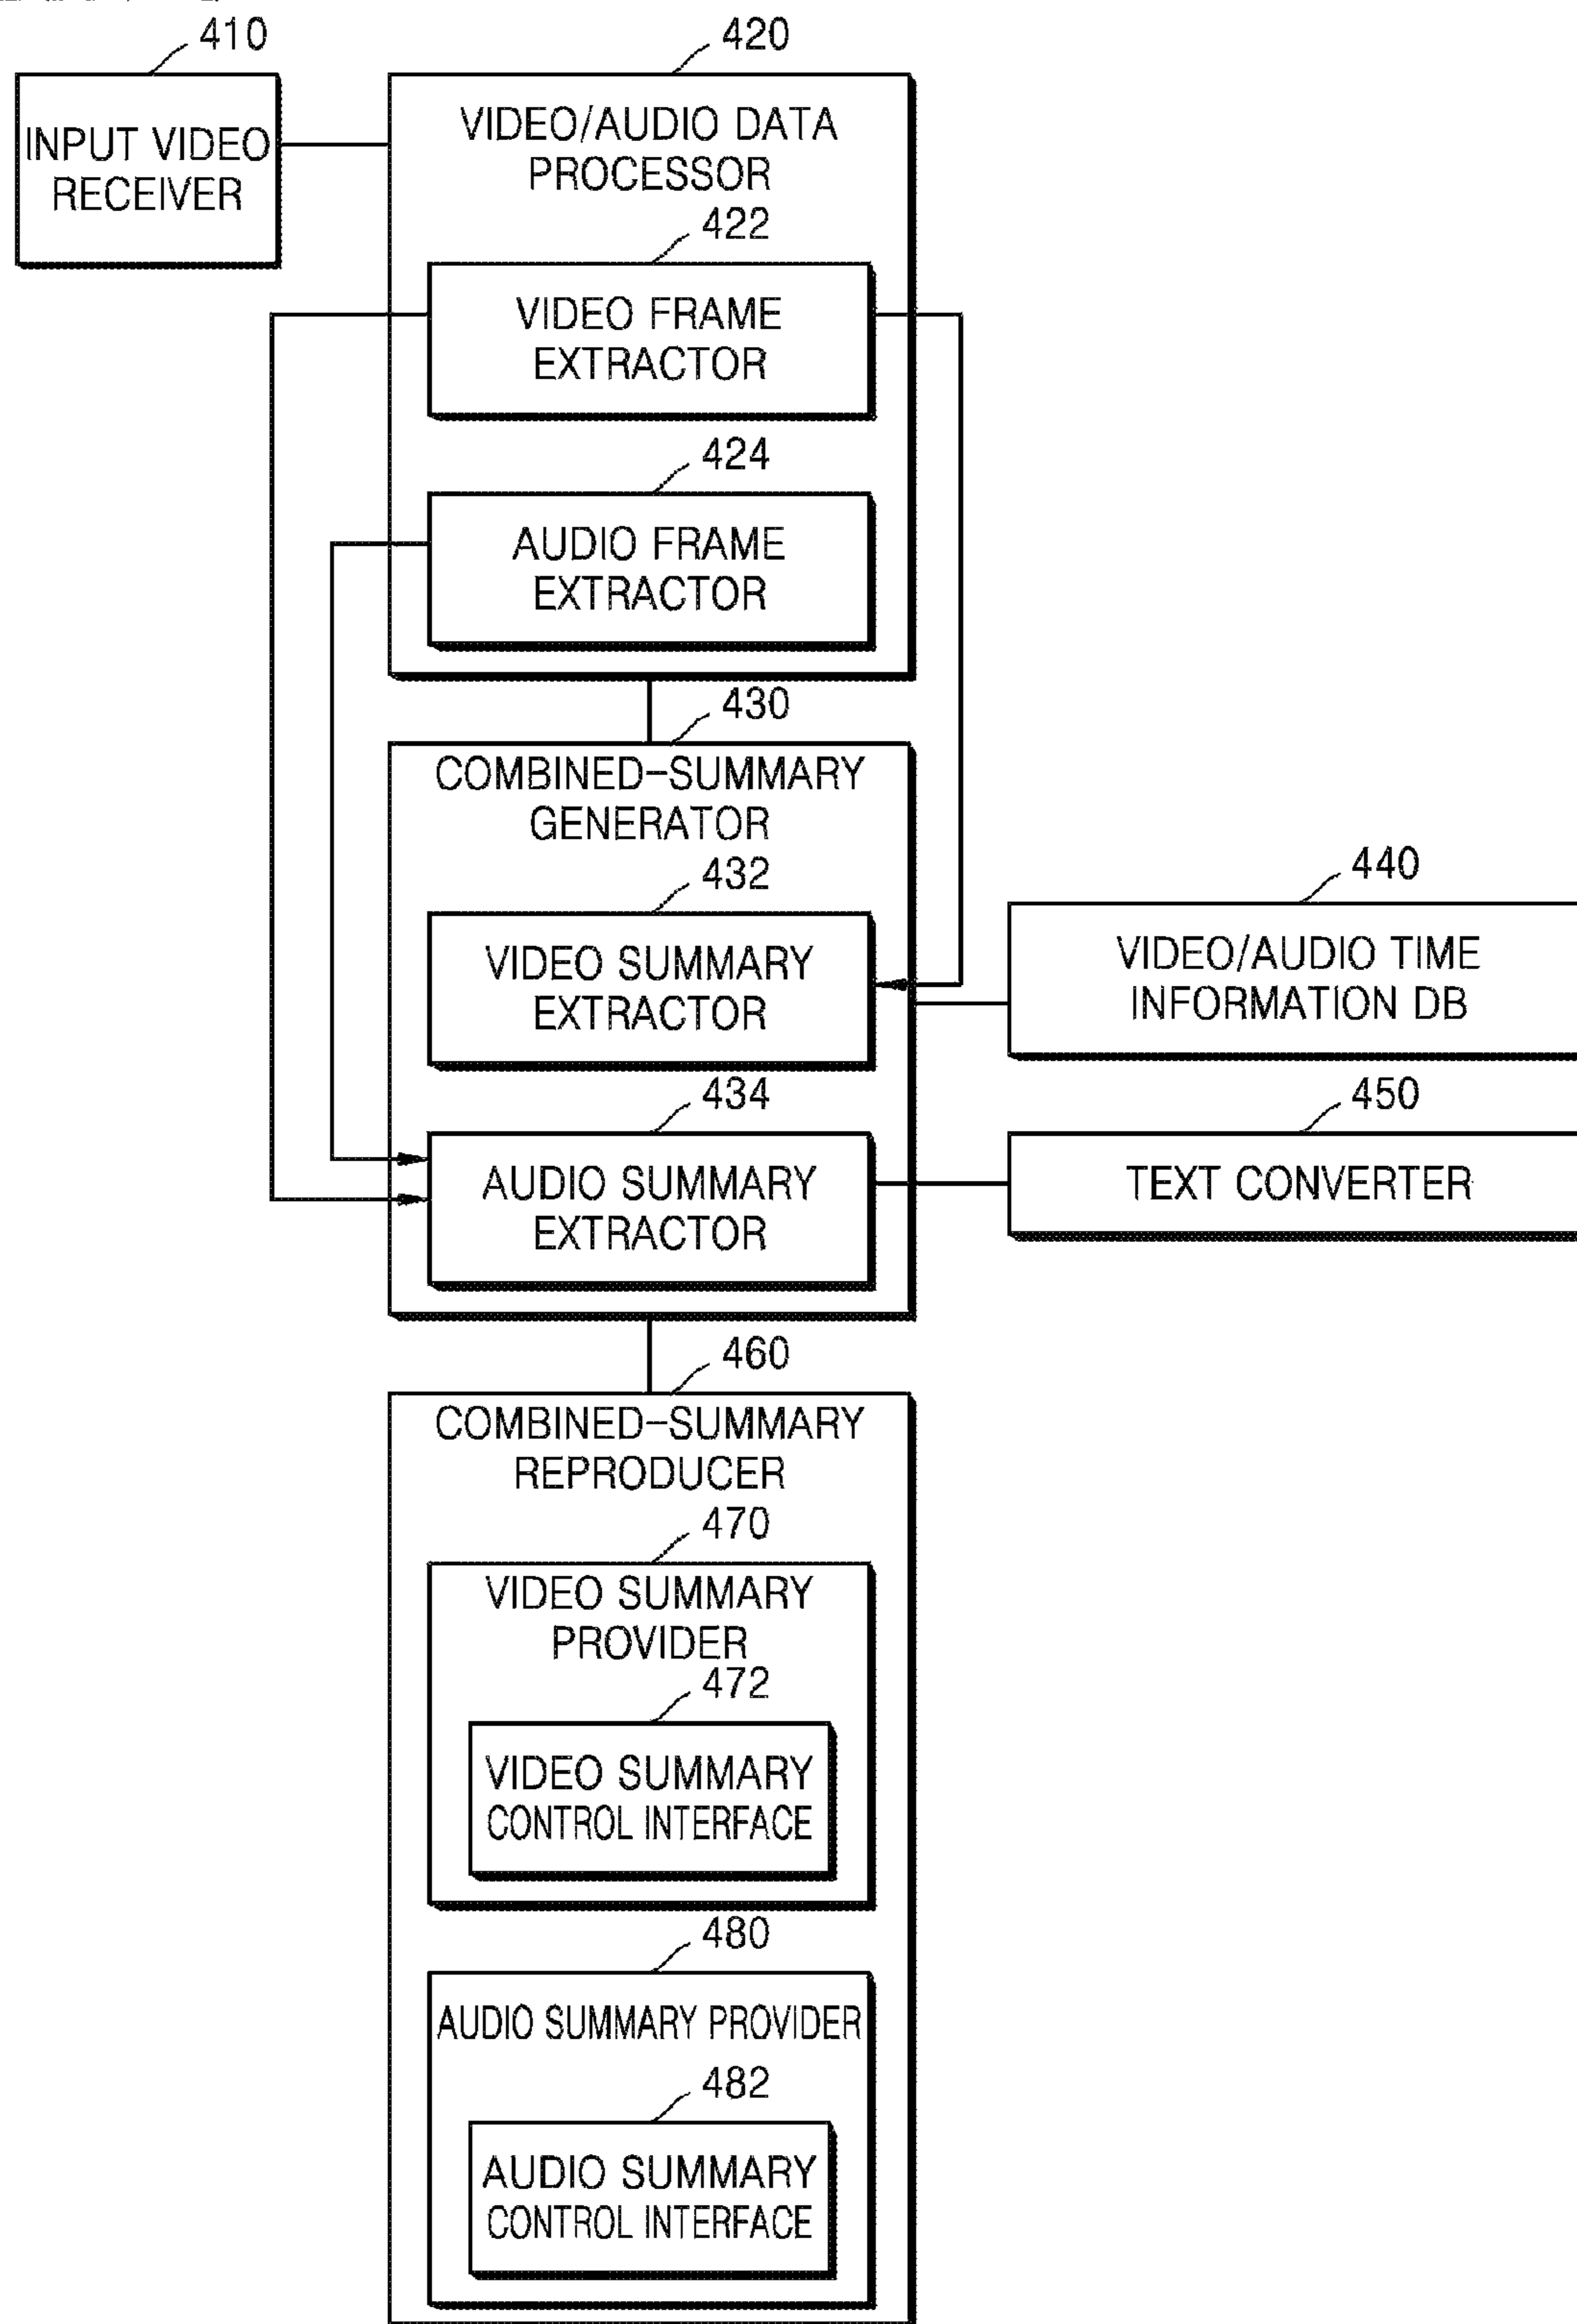 410
420
INPUT VIDEO
RECEIVER
VIDEO/AUDIO DATA
PROCESSOR
422
VIDEO FRAME
EXTRACTOR
424
AUDIO FRAME
EXTRACTOR
430
COMBINED-SUMMARY
GENERATOR
432
VIDEO SUMMARY
EXTRACTOR
440
VIDEO/AUDIO TIME
INFORMATION DB
434
AUDIO SUMMARY
EXTRACTOR
450
TEXT CONVERTER
460
COMBINED-SUMMARY
REPRODUCER
470
VIDEO SUMMARY
PROVIDER
472
VIDEO SUMMARY
CONTROL INTERFACE
480
AUDIO SUMMARY PROVIDER
482
AUDIO SUMMARY
CONTROL INTERFACE